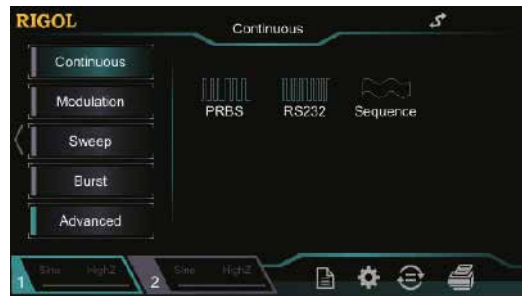 RIGOL
Continuous
Continuous
Modulation
Sweep
Burst
Advanced
PRBS RS232 Sequence
1 Sine HighZ 2 Sine HighZ